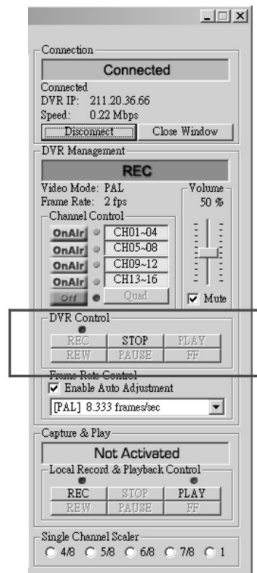 Connection
Connected
Connected
DVR IP: 211.20.36.66
Speed: 0.22 Mbps
Disconnect Close Window
DVR Management
REC
Video Mode: PAL
Frame Rate: 2 fps
Volume
50 %
Channel Control
OnAir CH01~04
OnAir CH05~08
OnAir CH09~12
OnAir CH13~16
Off Quad
Mute
DVR Control
REC STOP PLAY
REW PAUSE FF
Frame Rate Control
Enable Auto Adjustment
[PAL] 8.333 frames/sec
Capture & Play
Not Activated
Local Record & Playback Control
REC STOP PLAY
REW PAUSE FF
Single Channel Scaler
4/8 5/8 6/8 7/8 1